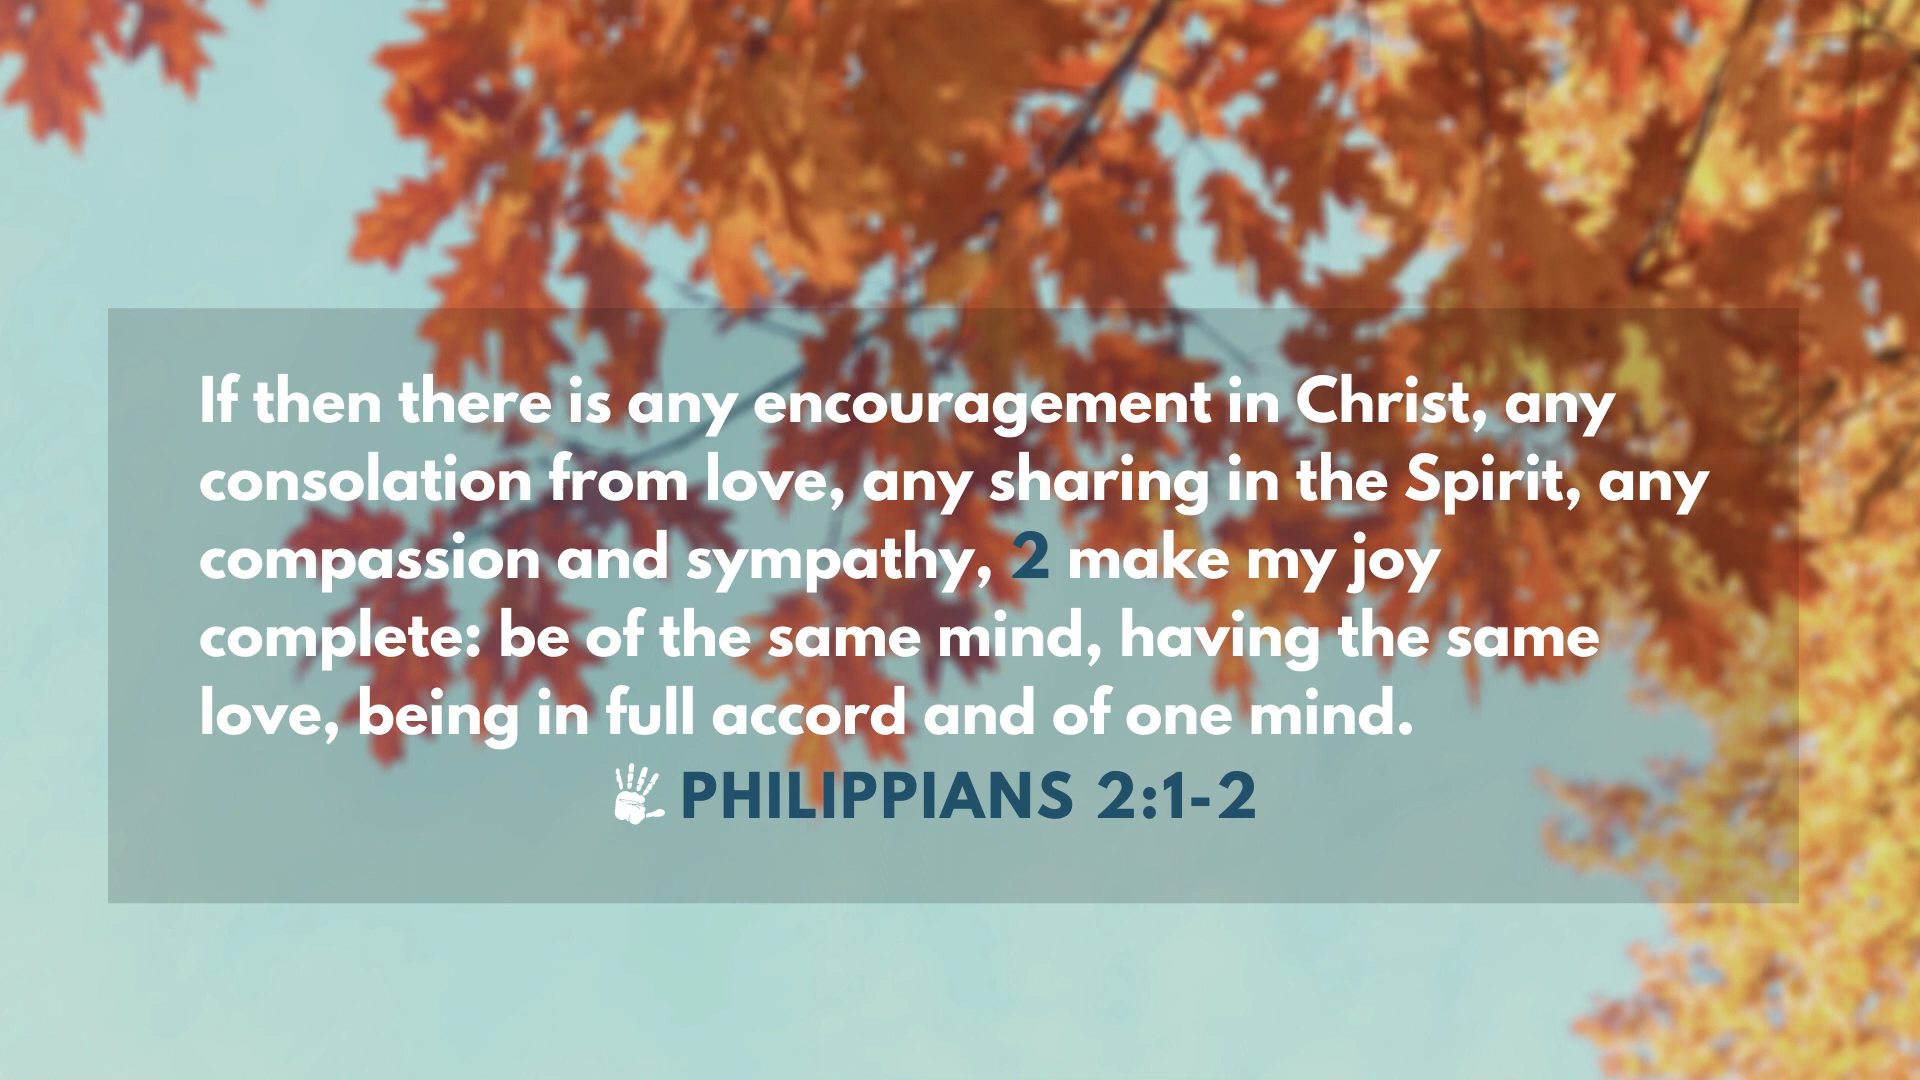 If then there is any encouragement in Christ, any
consolation from love, any sharing in the Spirit, any
compassion and sympathy, 2 make my joy
complete: be of the same mind, having the same
love, being in full accord and of one mind.
PHILIPPIANS 2:1-2